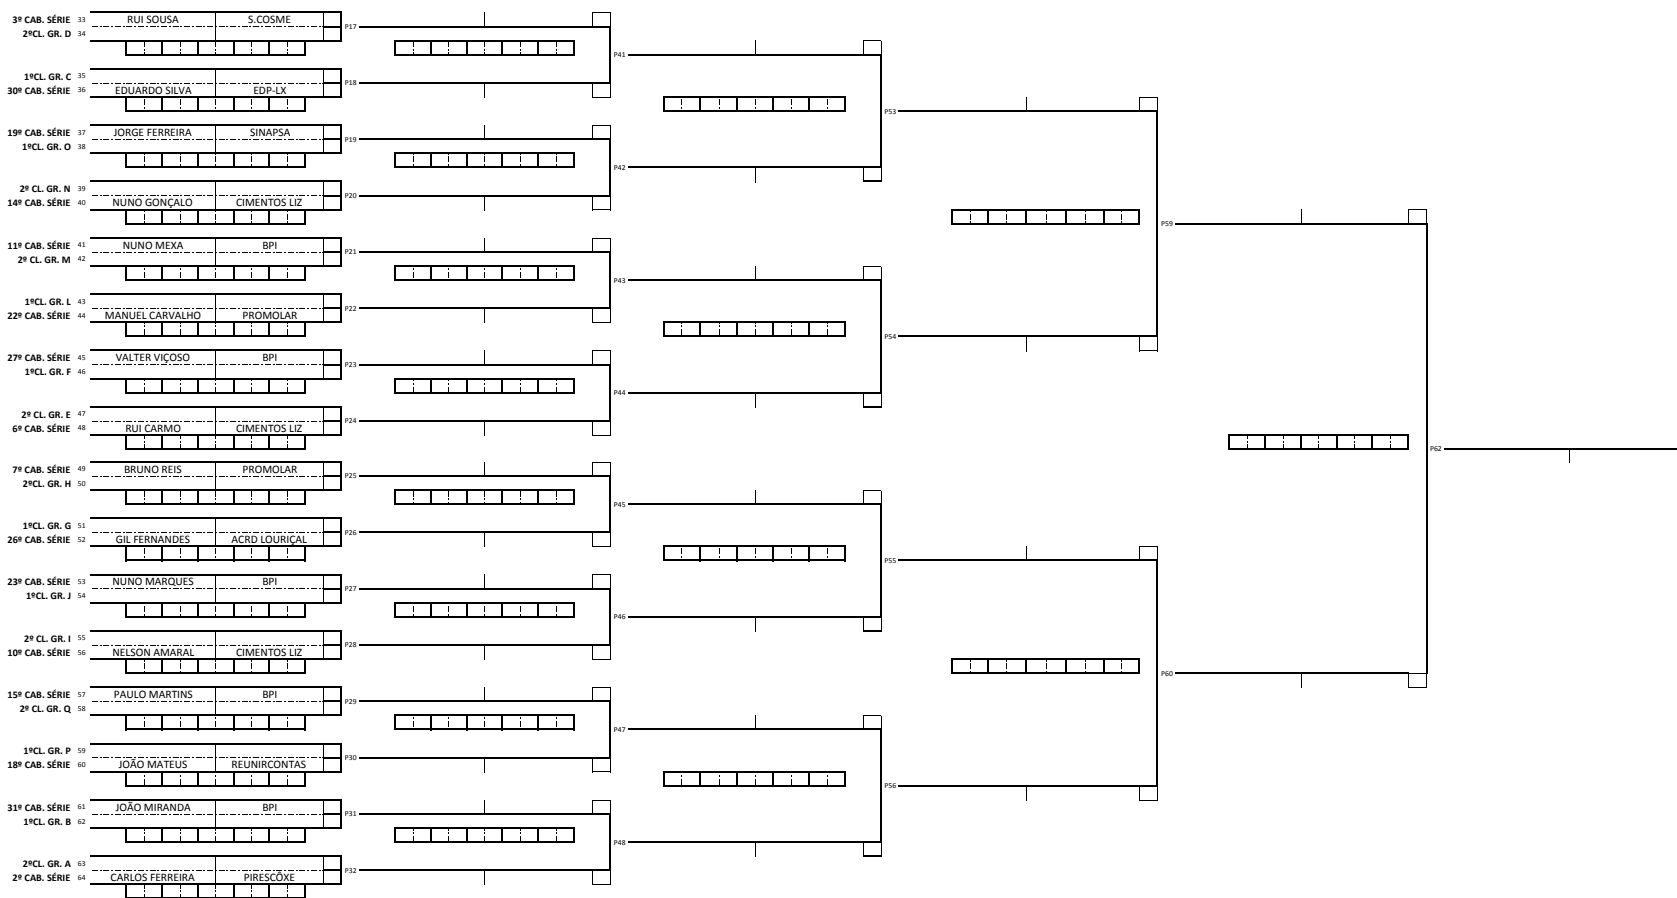 3º CAB. SÉRIE 33 RUI SOUSA S.COSME
2ºCL. GR. D 34
P17
1ºCL. GR. C 35
30º CAB. SÉRIE 36 EDUARDO SILVA EDP-LX
P18
19º CAB. SÉRIE 37 JORGE FERREIRA SINAPSA
1ºCL. GR. O 38
P19
2º CL. GR. N 39
14º CAB. SÉRIE 40 NUNO GONÇALO CIMENTOS LIZ
P20
11º CAB. SÉRIE 41 NUNO MEXA BPI
2º CL. GR. M 42
P21
1ºCL. GR. L 43
22º CAB. SÉRIE 44 MANUEL CARVALHO PROMOLAR
P22
27º CAB. SÉRIE 45 VALTER VIÇOSO BPI
1ºCL. GR. F 46
P23
2º CL. GR. E 47
6º CAB. SÉRIE 48 RUI CARMO CIMENTOS LIZ
P24
7º CAB. SÉRIE 49 BRUNO REIS PROMOLAR
2ºCL. GR. H 50
P25
1ºCL. GR. G 51
26º CAB. SÉRIE 52 GIL FERNANDES ACRD LOURIÇAL
P26
23º CAB. SÉRIE 53 NUNO MARQUES BPI
1ºCL. GR. J 54
P27
2º CL. GR. I 55
10º CAB. SÉRIE 56 NELSON AMARAL CIMENTOS LIZ
P28
15º CAB. SÉRIE 57 PAULO MARTINS BPI
2º CL. GR. Q 58
P29
1ºCL. GR. P 59
18º CAB. SÉRIE 60 JOÃO MATEUS REUNIRCONTAS
P30
31º CAB. SÉRIE 61 JOÃO MIRANDA BPI
1ºCL. GR. B 62
P31
2ºCL. GR. A 63
2º CAB. SÉRIE 64 CARLOS FERREIRA PIRESCÔXE
P32
P41
P42
P43
P44
P45
P46
P47
P48
P53
P54
P55
P56
P59
P60
P62